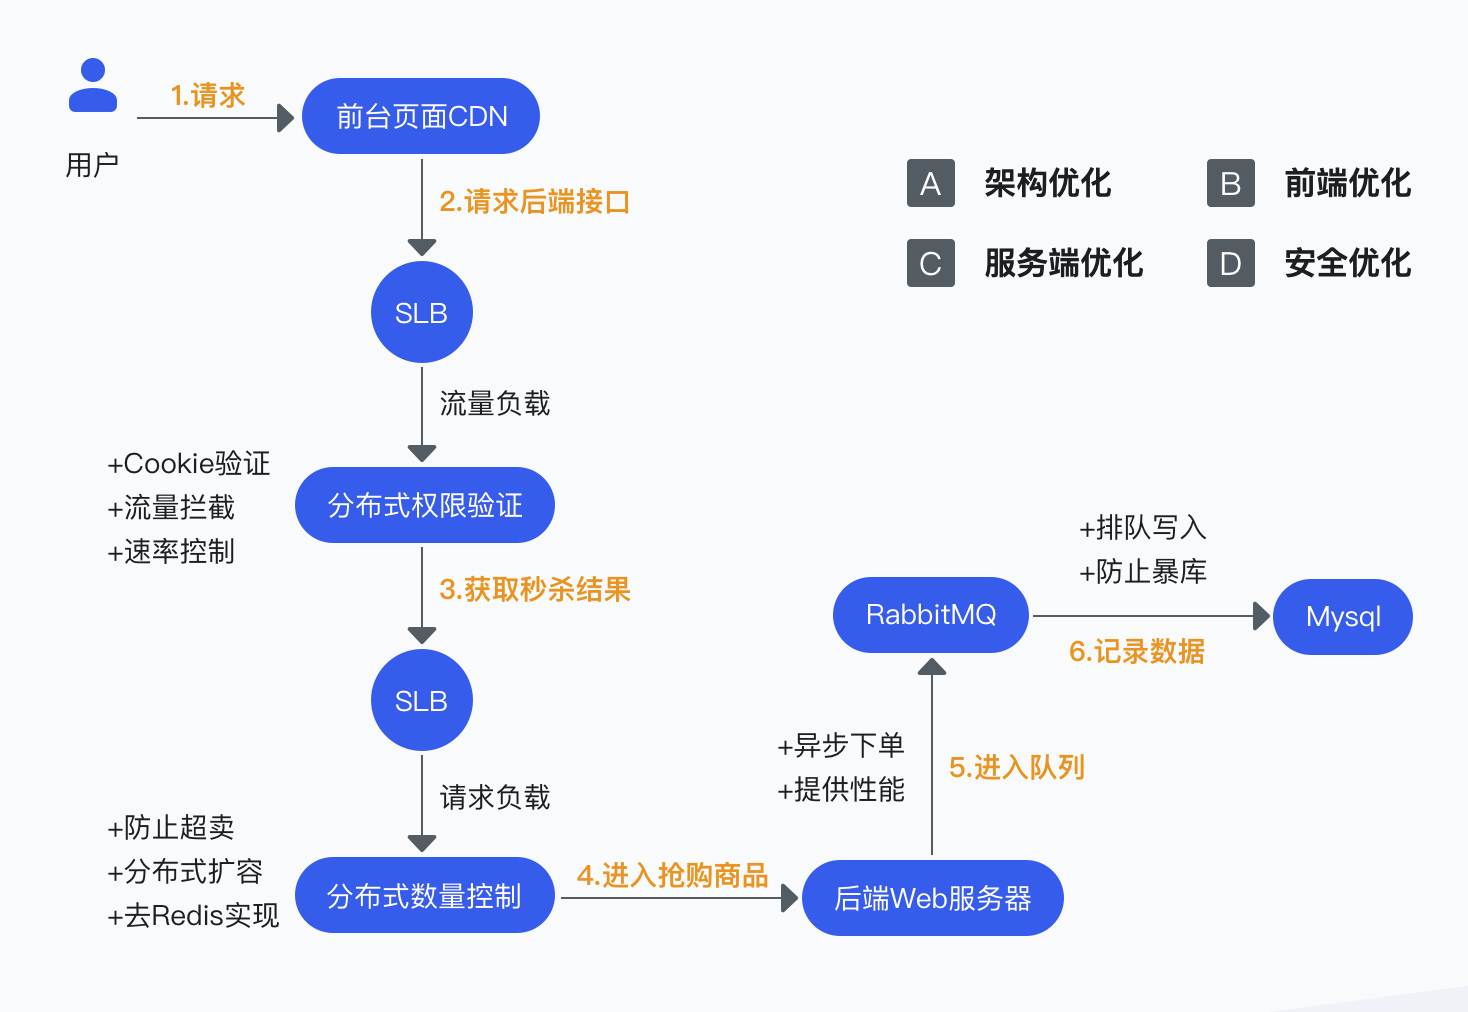 1.请求
前台页面CDN
用户
2.请求后端接口
A 架构优化
B 前端优化
C 服务端优化
D 安全优化
SLB
流量负载
+Cookie验证
+流量拦截
+速率控制
分布式权限验证
3.获取秒杀结果
SLB
请求负载
+防止超卖
+分布式扩容
+去Redis实现
分布式数量控制
4.进入抢购商品
后端Web服务器
+异步下单
+提供性能
5.进入队列
RabbitMQ
+排队写入
+防止暴库
6.记录数据
Mysql